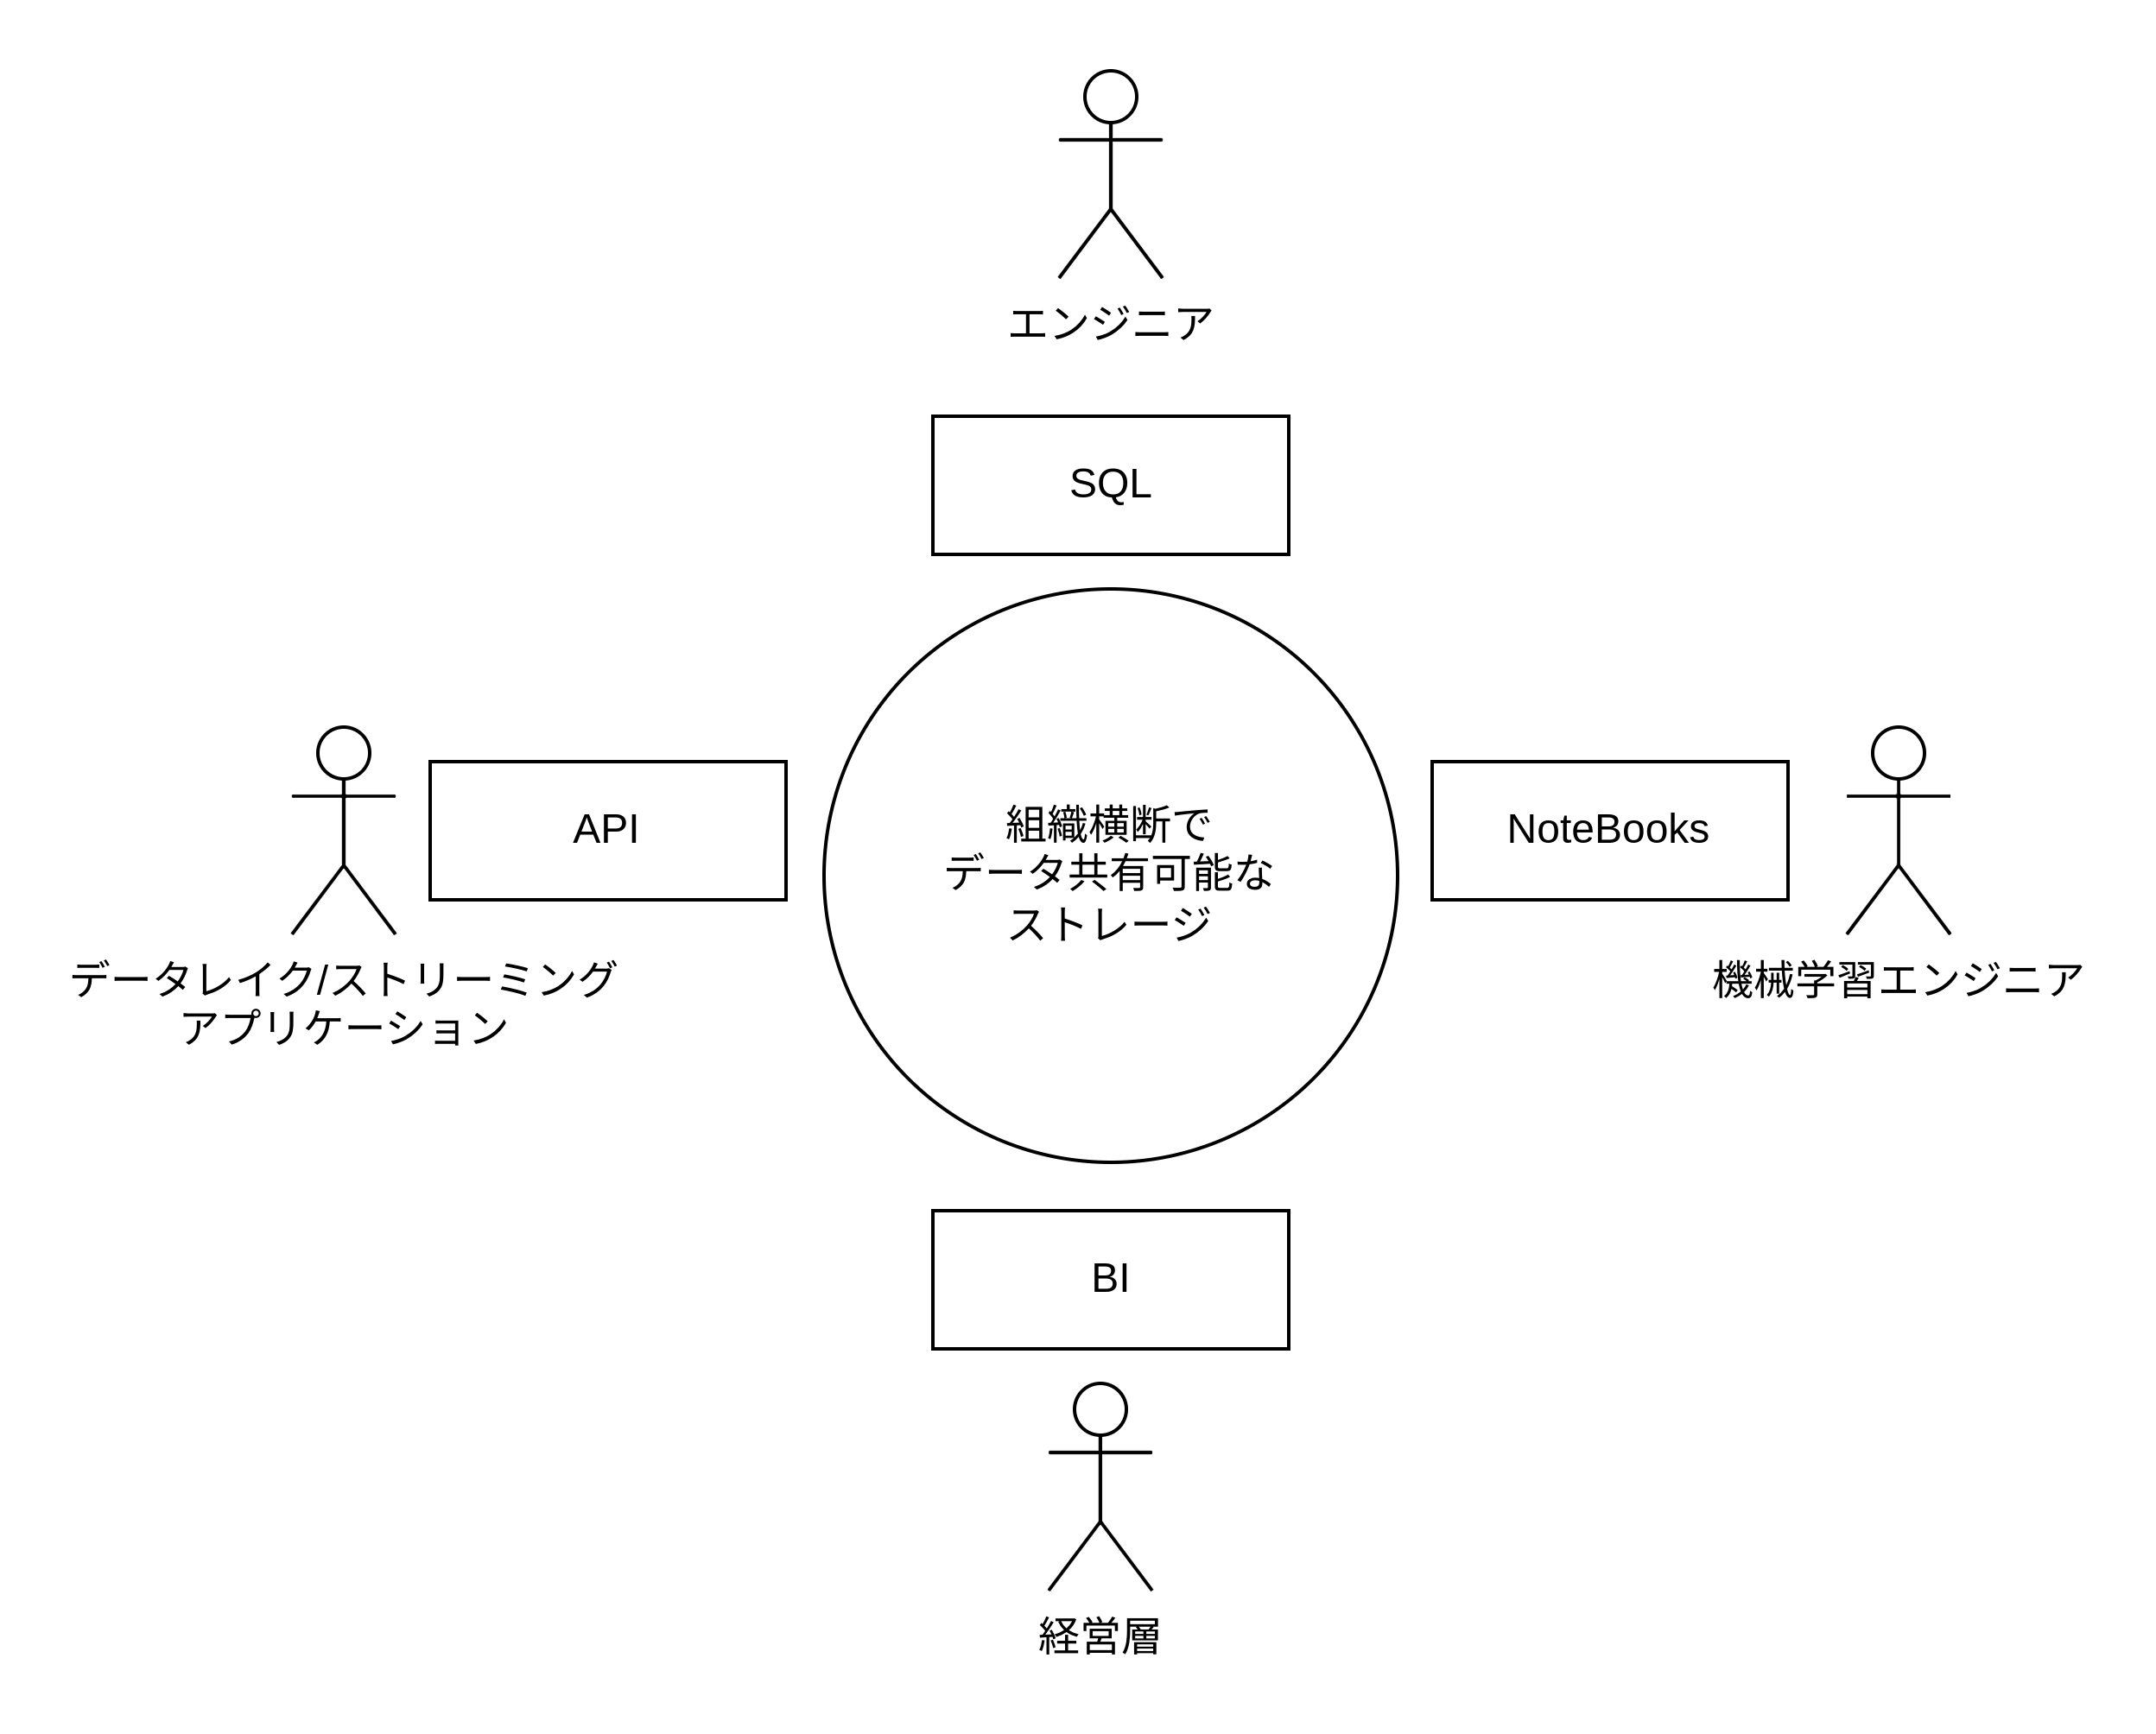 エンジニア
SQL
API
データレイク/ストリーミング
アプリケーション
組織横断で
データ共有可能な
ストレージ
NoteBooks
機械学習エンジニア
BI
経営層